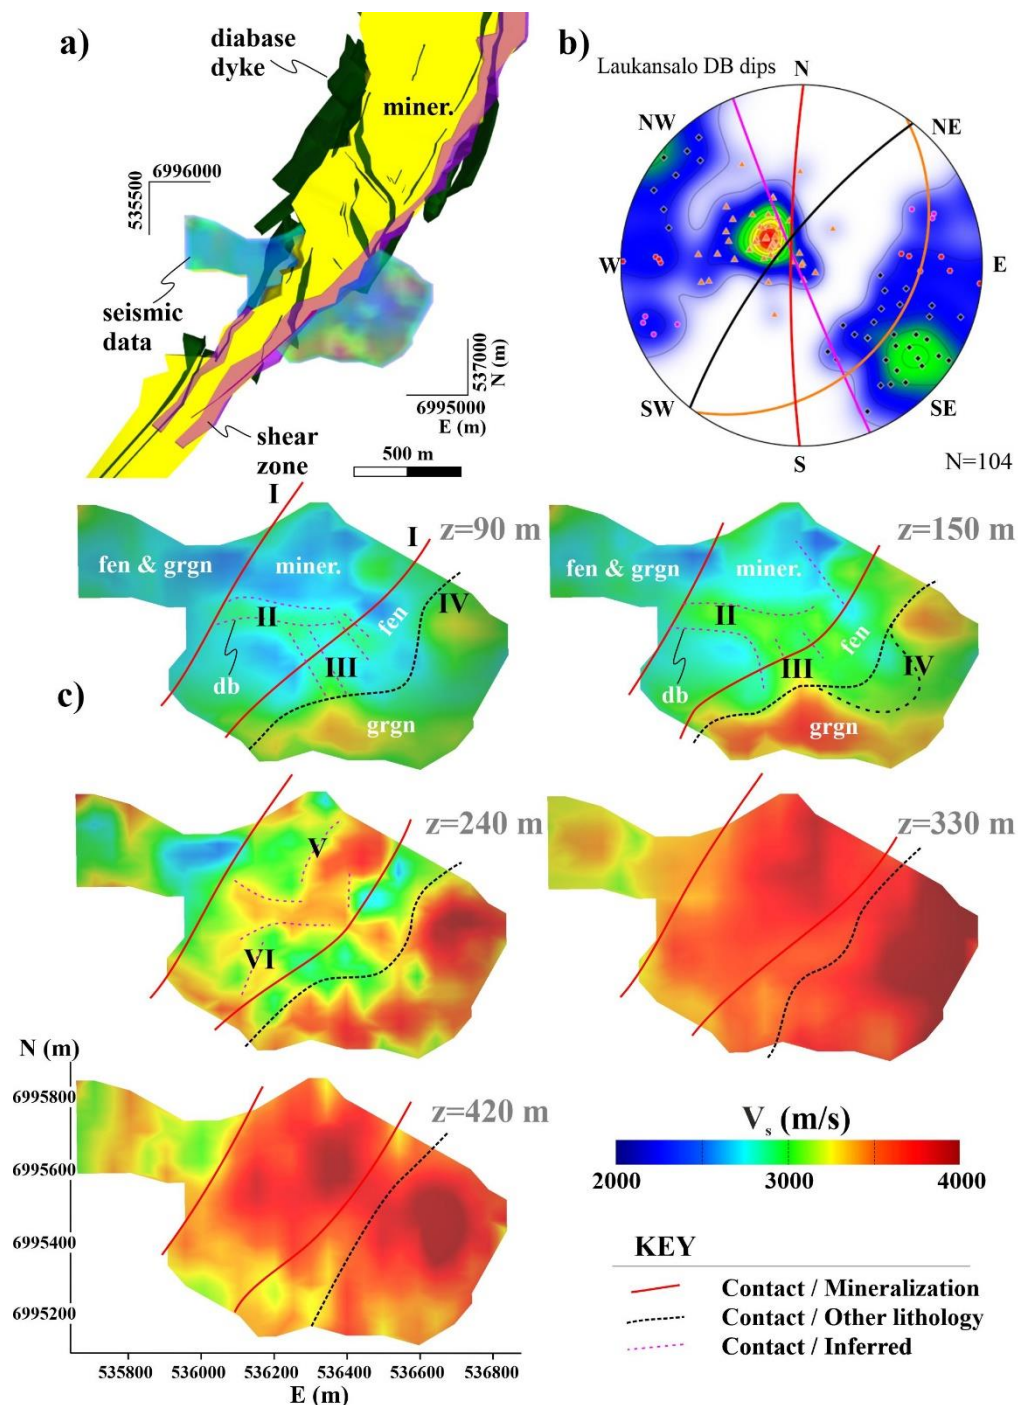 a)
diabase
dyke
miner.
6996000
535500
seismic
data
537000
N (m)
6995000
E (m)
shear
zone
500 m
b)
Laukansalo DB dips
N
NW
NE
W
E
SW
SE
S
N=104
c)
I
I
z=90 m
fen & grgn
miner.
IV
II
fen
III
db
grgn
z=150 m
fen & grgn
miner.
II
fen
III
IV
db
grgn
z=240 m
V
VI
z=330 m
N (m)
6995800
6995600
6995400
6995200
z=420 m
535800
536000
536200
536400
536600
536800
E (m)
Vs (m/s)
2000
3000
4000
KEY
Contact / Mineralization
Contact / Other lithology
Contact / Inferred